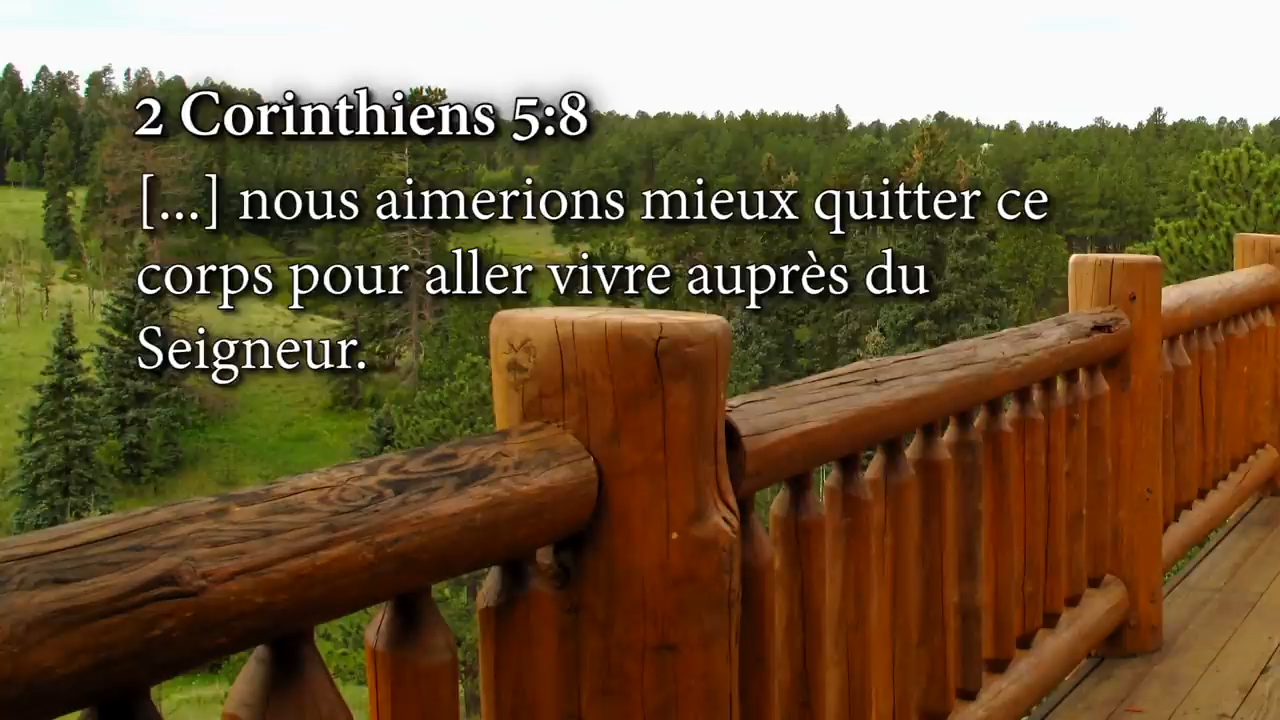 2 Corinthiens 5:8
[...] nous aimerions mieux quitter ce
corps pour aller vivre auprès du
Seigneur.